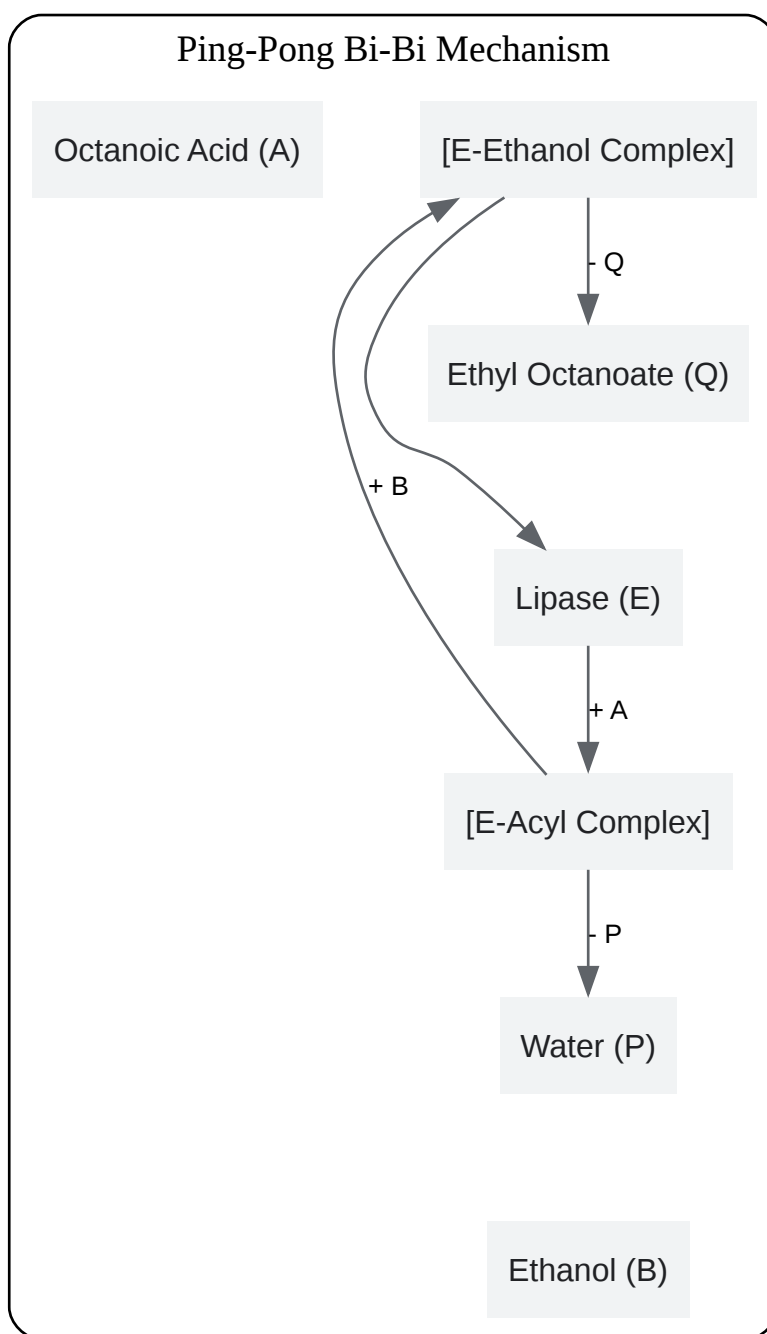 Ping-Pong Bi-Bi Mechanism
Octanoic Acid (A)
[E-Ethanol Complex]
- Q
Ethyl Octanoate (Q)
+ B
Lipase (E)
+ A
[E-Acyl Complex]
- P
Water (P)
Ethanol (B)